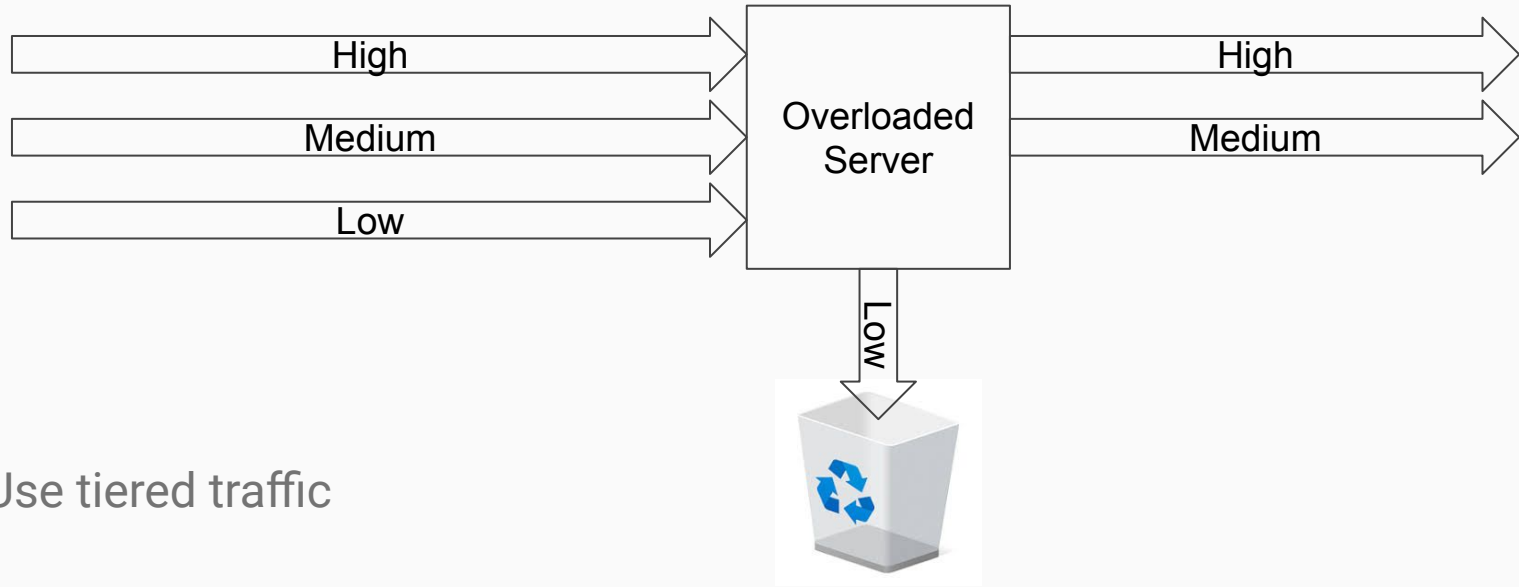 High
High
Overloaded
Server
Medium
Medium
Low
Low
Use tiered traffic